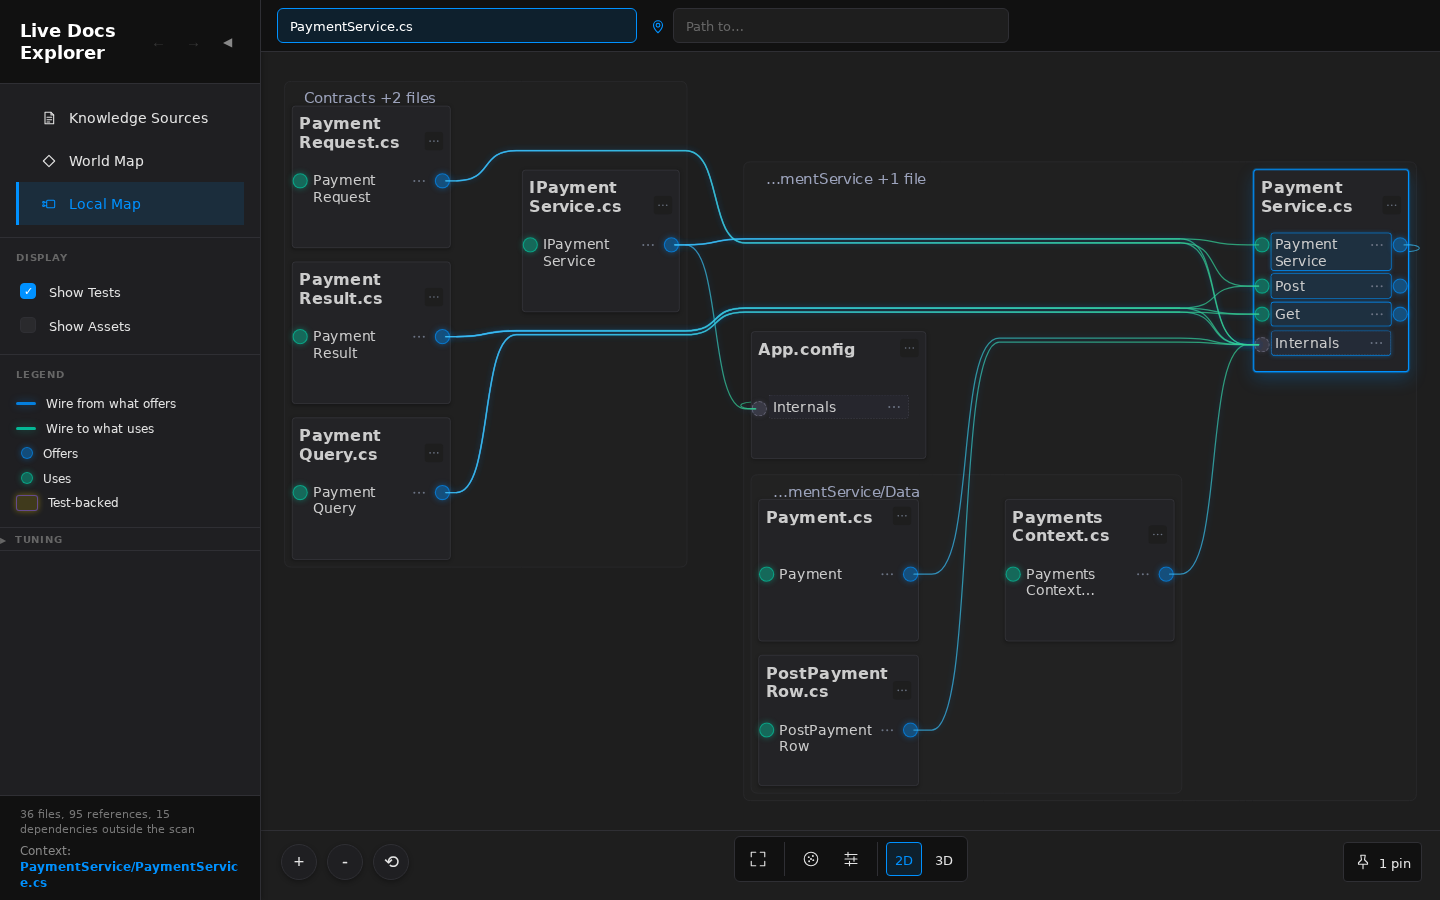 Live Docs
Explorer
← → ◀
Knowledge Sources
World Map
Local Map
DISPLAY
✓ Show Tests
Show Assets
LEGEND
Wire from what offers
Wire to what uses
Offers
Uses
Test-backed
▸ TUNING
36 files, 95 references, 15
dependencies outside the scan
Context:
PaymentService/PaymentServic
e.cs
PaymentService.cs
Path to...
Contracts +2 files
Payment
Request.cs
...
Payment
Request
...
Payment
Result.cs
...
Payment
Result
...
Payment
Query.cs
...
Payment
Query
...
IPayment
Service.cs
...
IPayment
Service
...
...mentService +1 file
App.config
...
Internals
...
...mentService/Data
Payment.cs
...
Payment
...
PostPayment
Row.cs
...
PostPayment
Row
...
Payments
Context.cs
...
Payments
Context...
...
Payment
Service.cs
...
Payment
Service
...
Post
...
Get
...
Internals
...
+
-
⟲
2D
3D
1 pin